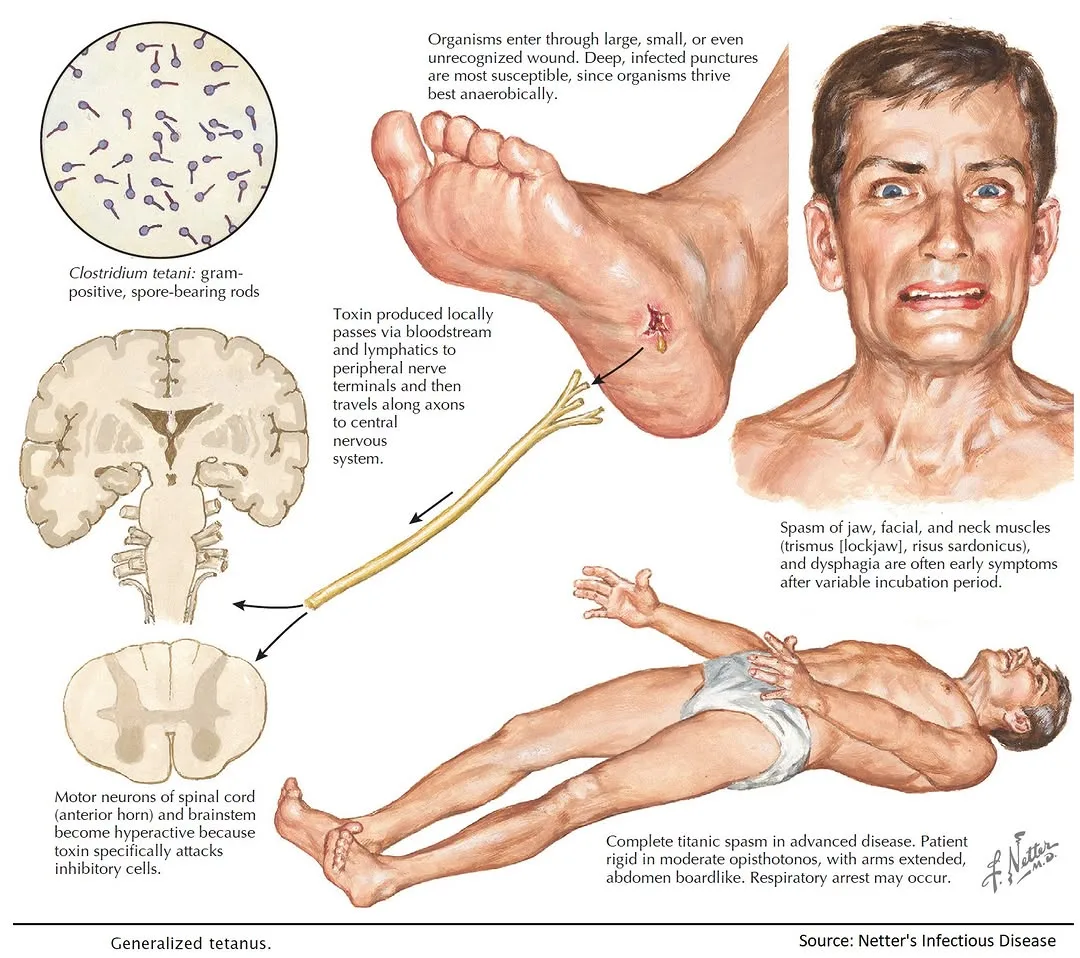 Organisms enter through large, small, or even
unrecognized wound. Deep, infected punctures
are most susceptible, since organisms thrive
best anaerobically.
Clostridium tetani: gram-
positive, spore-bearing rods
Toxin produced locally
passes via bloodstream
and lymphatics to
peripheral nerve
terminals and then
travels along axons
to central
nervous
system.
Spasm of jaw, facial, and neck muscles
(trismus [lockjaw], risus sardonicus),
and dysphagia are often early symptoms
after variable incubation period.
Motor neurons of spinal cord
(anterior horn) and brainstem
become hyperactive because
toxin specifically attacks
inhibitory cells.
Complete titanic spasm in advanced disease. Patient
rigid in moderate opisthotonos, with arms extended,
abdomen boardlike. Respiratory arrest may occur.
F. Netter
M.D.
Generalized tetanus.
Source: Netter's Infectious Disease